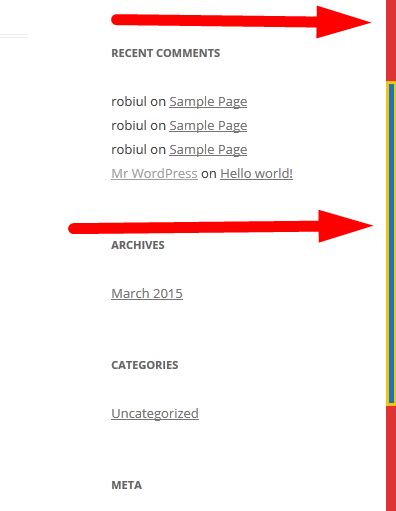 RECENT COMMENTS
robiul on Sample Page
robiul on Sample Page
robiul on Sample Page
Mr WordPress on Hello world!
ARCHIVES
March 2015
CATEGORIES
Uncategorized
META